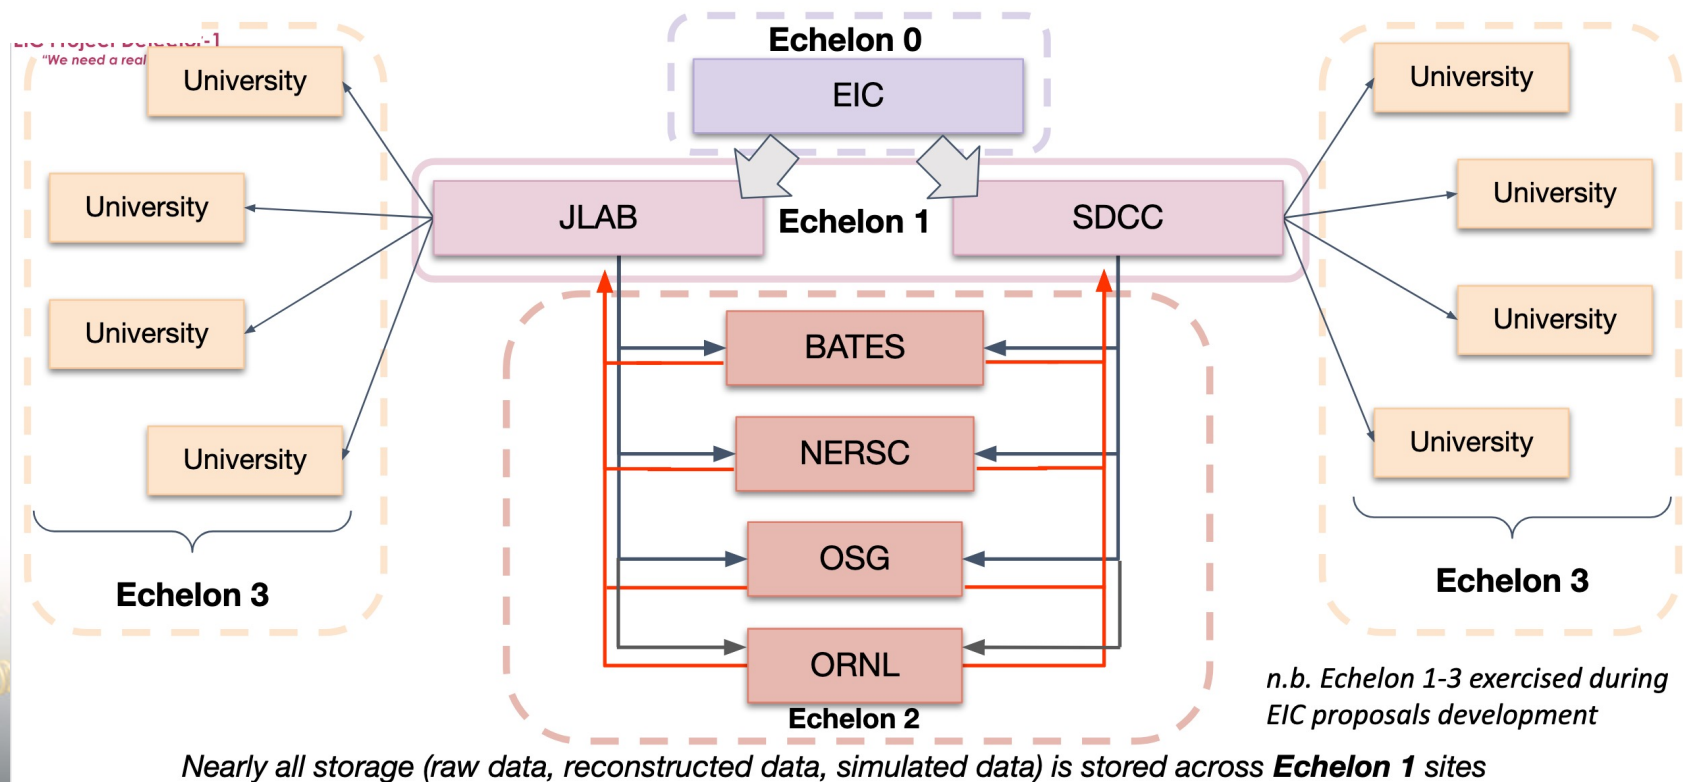 Echelon 0
EIC
"We need a real
University
University
University
University
Echelon 3
JLAB
Echelon 1
SDCC
BATES
NERSC
OSG
ORNL
Echelon 2
University
University
University
University
Echelon 3
n.b. Echelon 1-3 exercised during
EIC proposals development
Nearly all storage (raw data, reconstructed data, simulated data) is stored across Echelon 1 sites